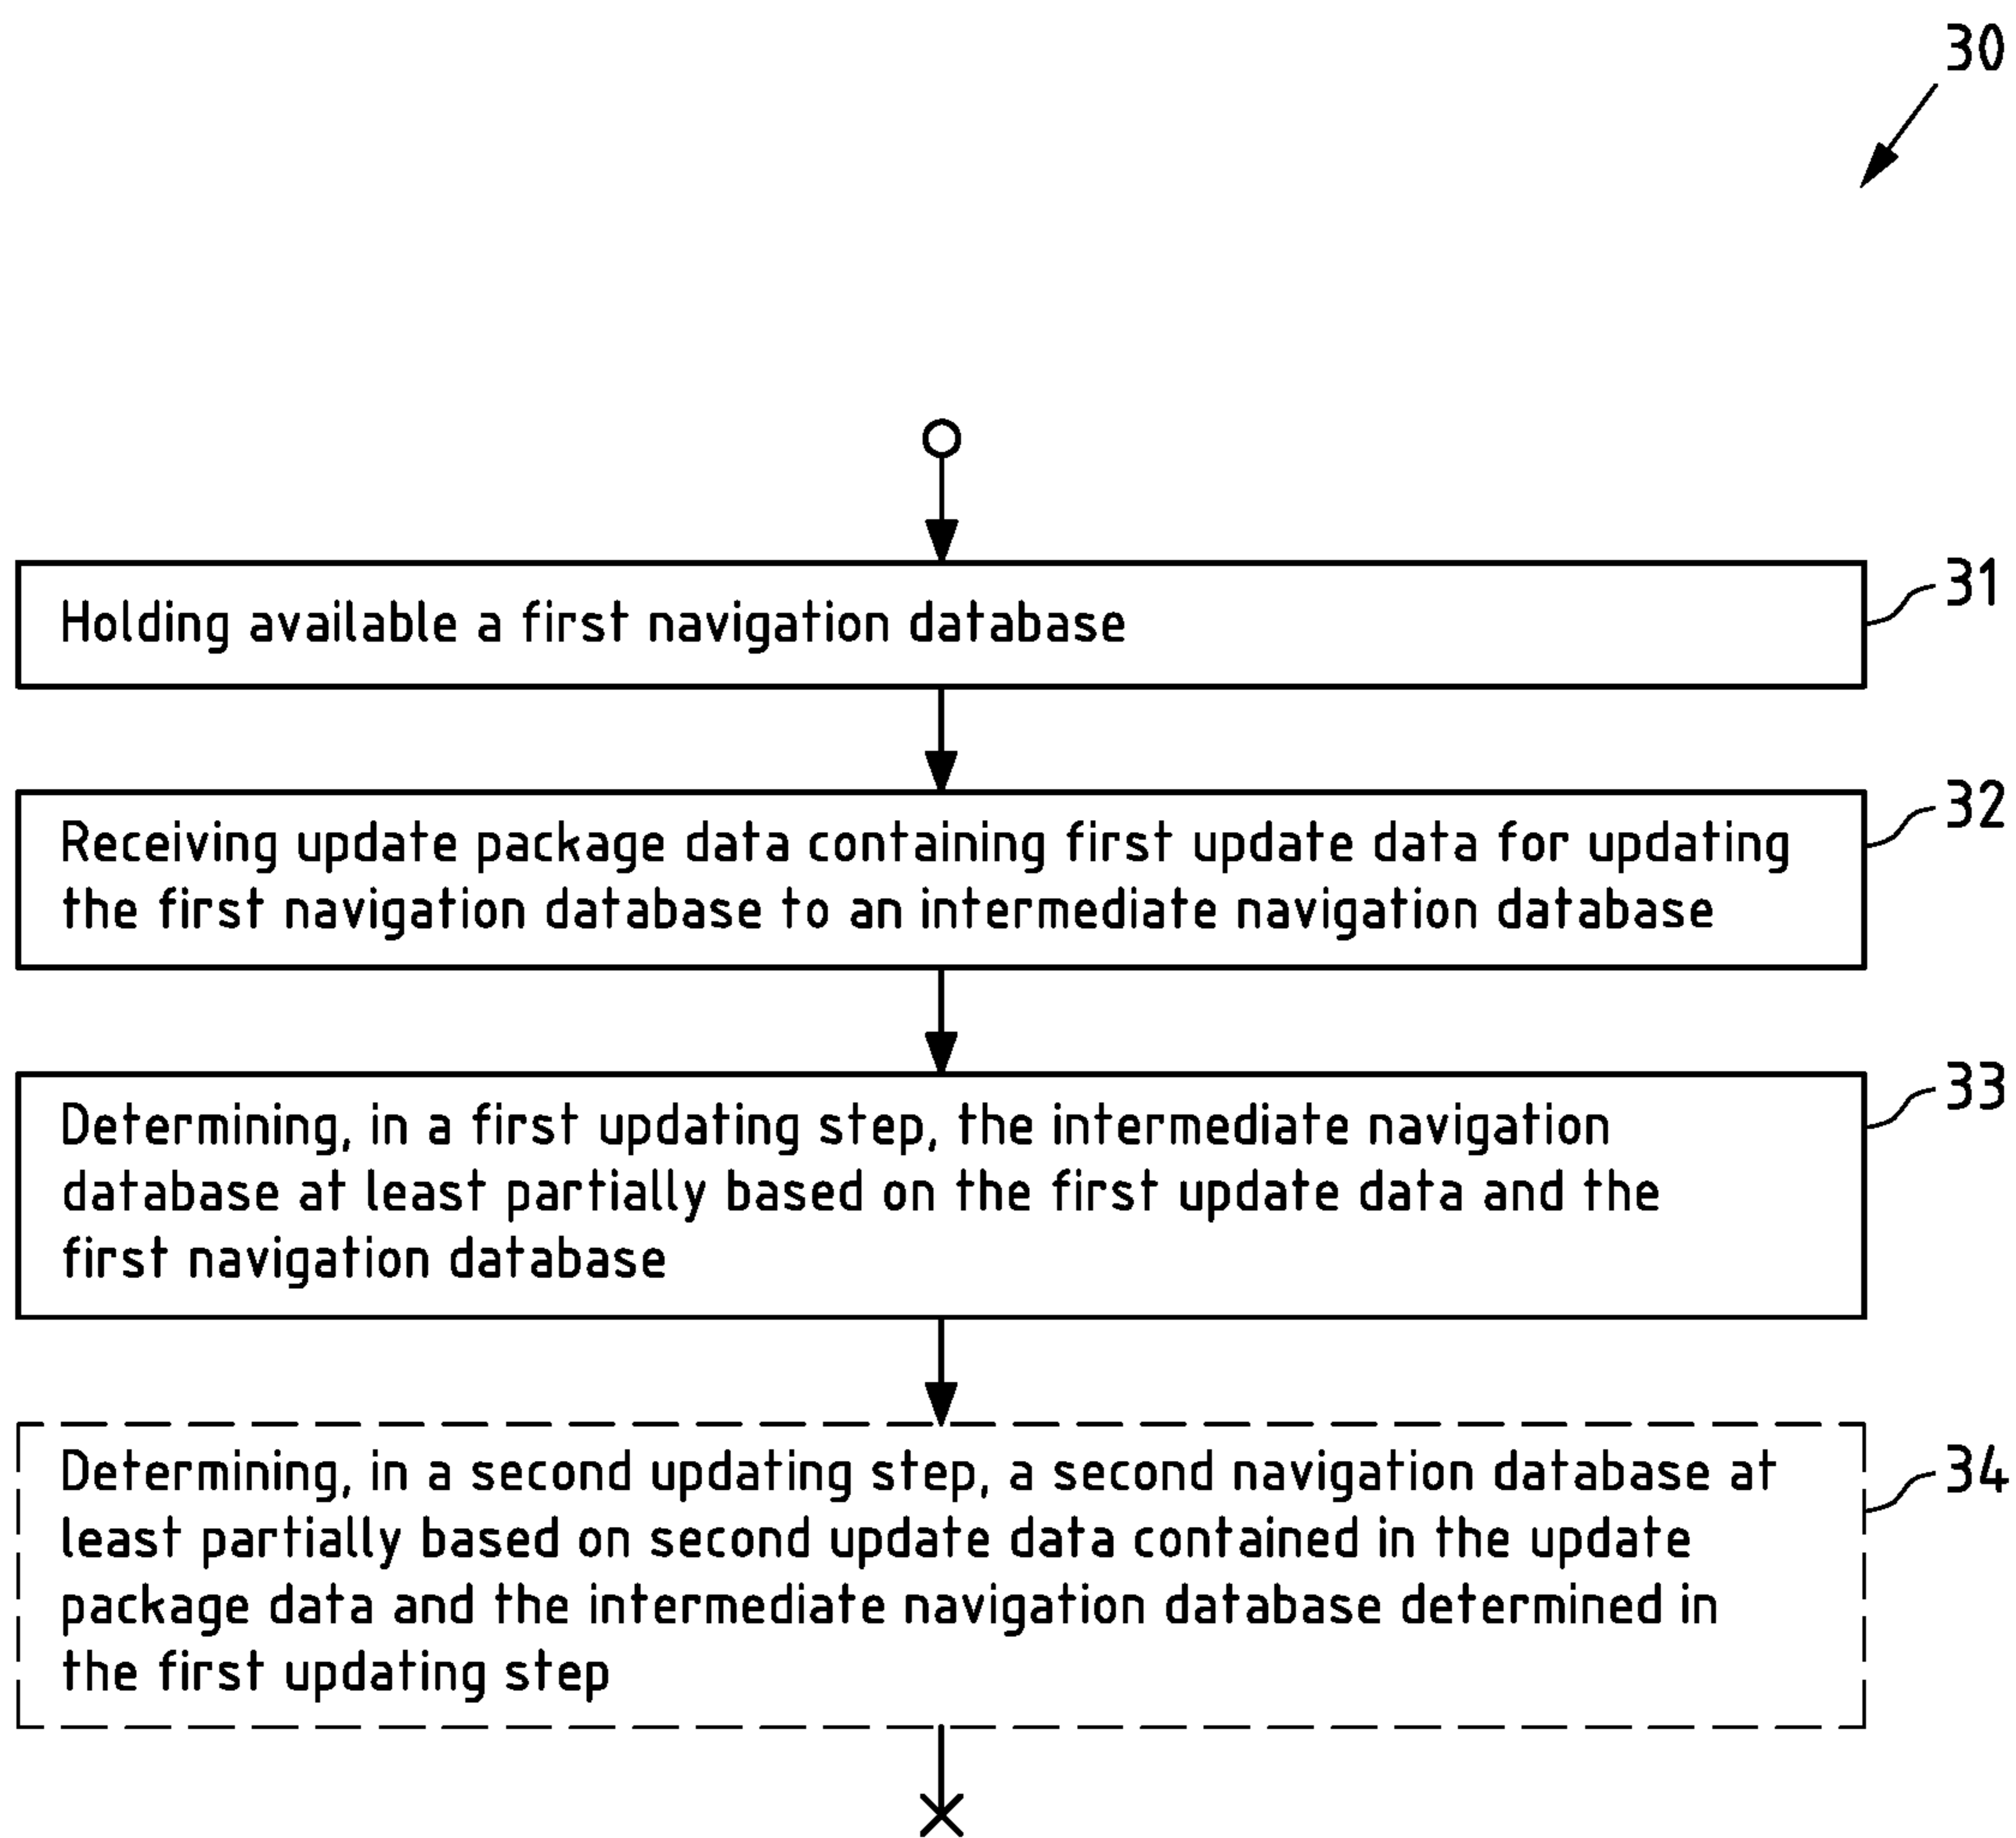 30
31
Holding available a first navigation database
32
Receiving update package data containing first update data for updating
the first navigation database to an intermediate navigation database
33
Determining, in a first updating step, the intermediate navigation
database at least partially based on the first update data and the
first navigation database
34
Determining, in a second updating step, a second navigation database at
least partially based on second update data contained in the update
package data and the intermediate navigation database determined in
the first updating step